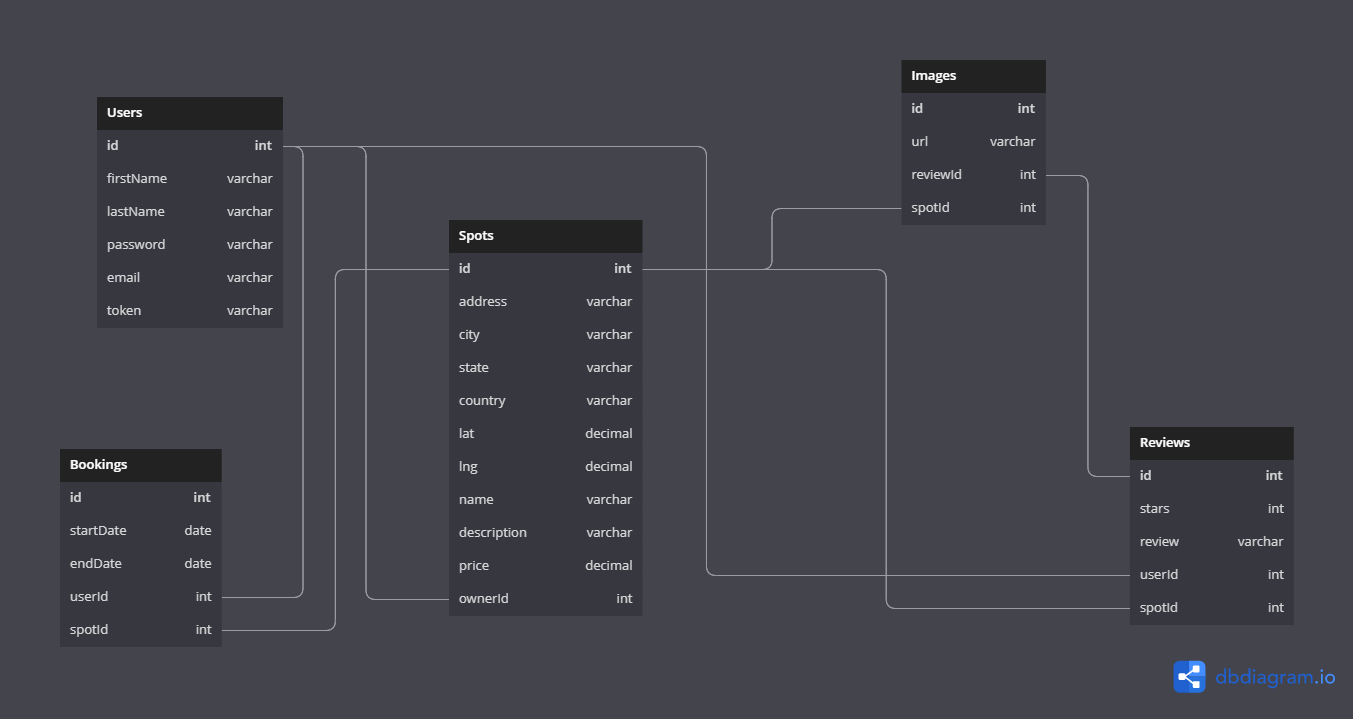 Users
id int
firstName varchar
lastName varchar
password varchar
email varchar
token varchar
Bookings
id int
startDate date
endDate date
userId int
spotId int
Spots
id int
address varchar
city varchar
state varchar
country varchar
lat decimal
lng decimal
name varchar
description varchar
price decimal
ownerId int
Images
id int
url varchar
reviewId int
spotId int
Reviews
id int
stars int
review varchar
userId int
spotId int
dbdiagram.io